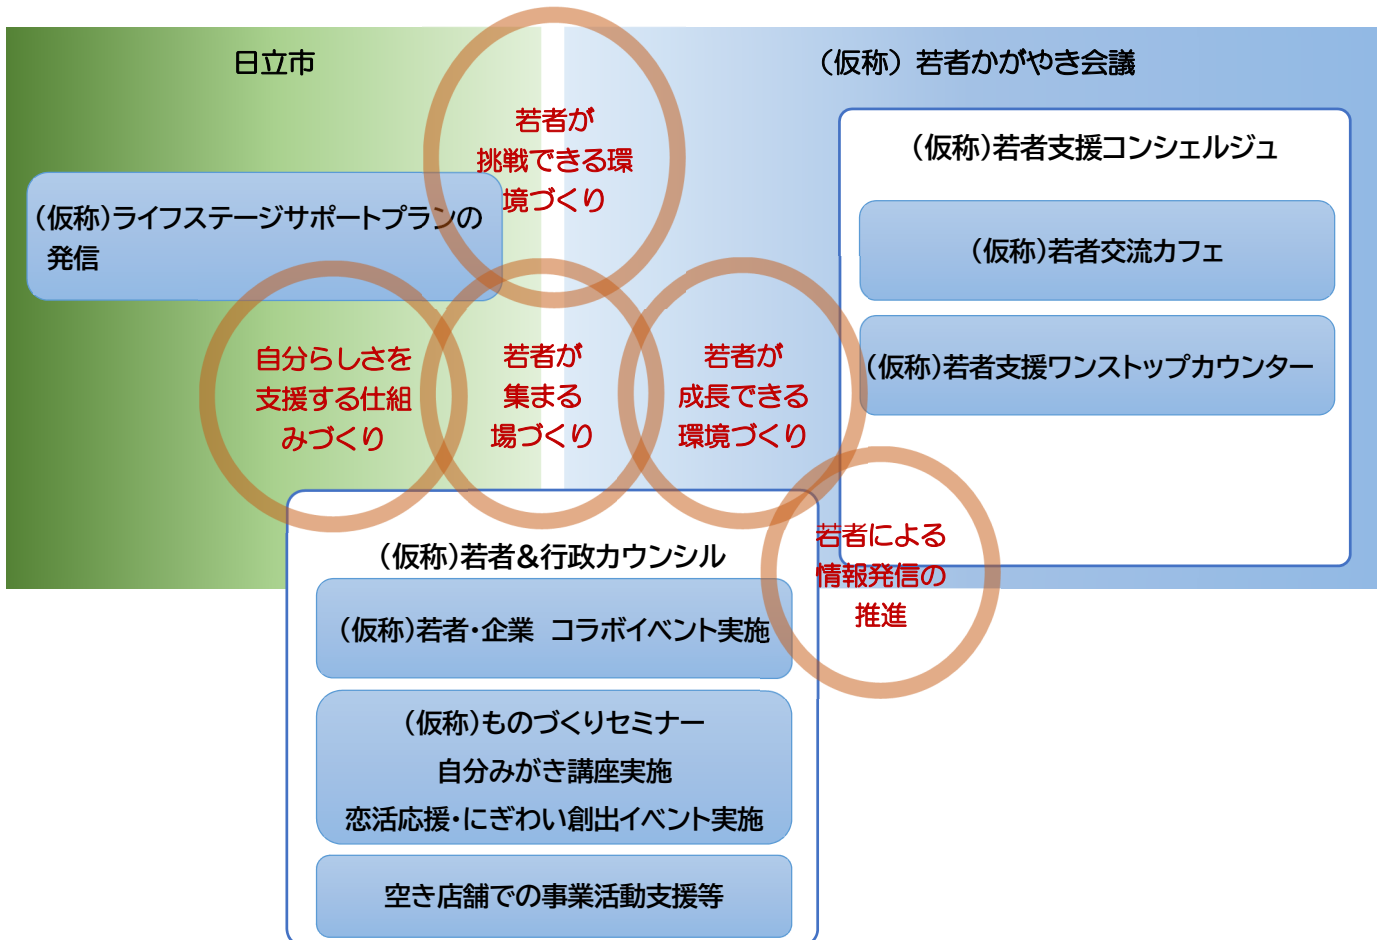 日立市
（仮称）若者かがやき会議
若者が
挑戦できる環
境づくり
（仮称）若者支援コンシェルジュ
（仮称）ライフステージサポートプランの
発信
（仮称）若者交流カフェ
（仮称）若者支援ワンストップカウンター
自分らしさを
支援する仕組
みづくり
若者が
集まる
場づくり
若者が
成長できる
環境づくり
若者による
情報発信の
推進
（仮称）若者&行政カウンシル
（仮称）若者・企業　コラボイベント実施
（仮称）ものづくりセミナー
自分みがき講座実施
恋活応援・にぎわい創出イベント実施
空き店舗での事業活動支援等